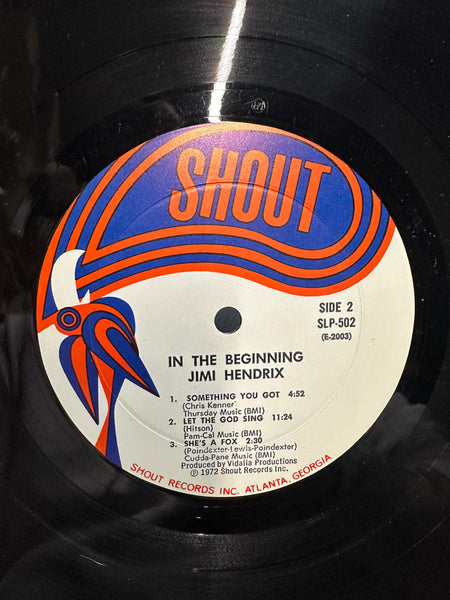 SHOUT
SIDE 2
SLP-502
(E-2003)
IN THE BEGINNING
JIMI HENDRIX
1. SOMETHING YOU GOT 4:52
(Chris Kenner)
Thursday Music (BMI)
2. LET THE GOD SING 11:24
(Hitson)
Pam-Cal Music (BMI)
3. SHE'S A FOX 2:30
(Poindexter-Lewis-Poindexter)
Cudda-Pane Music (BMI)
Produced by Vidalia Productions
℗ 1972 Shout Records Inc.
SHOUT RECORDS INC. ATLANTA, GEORGIA